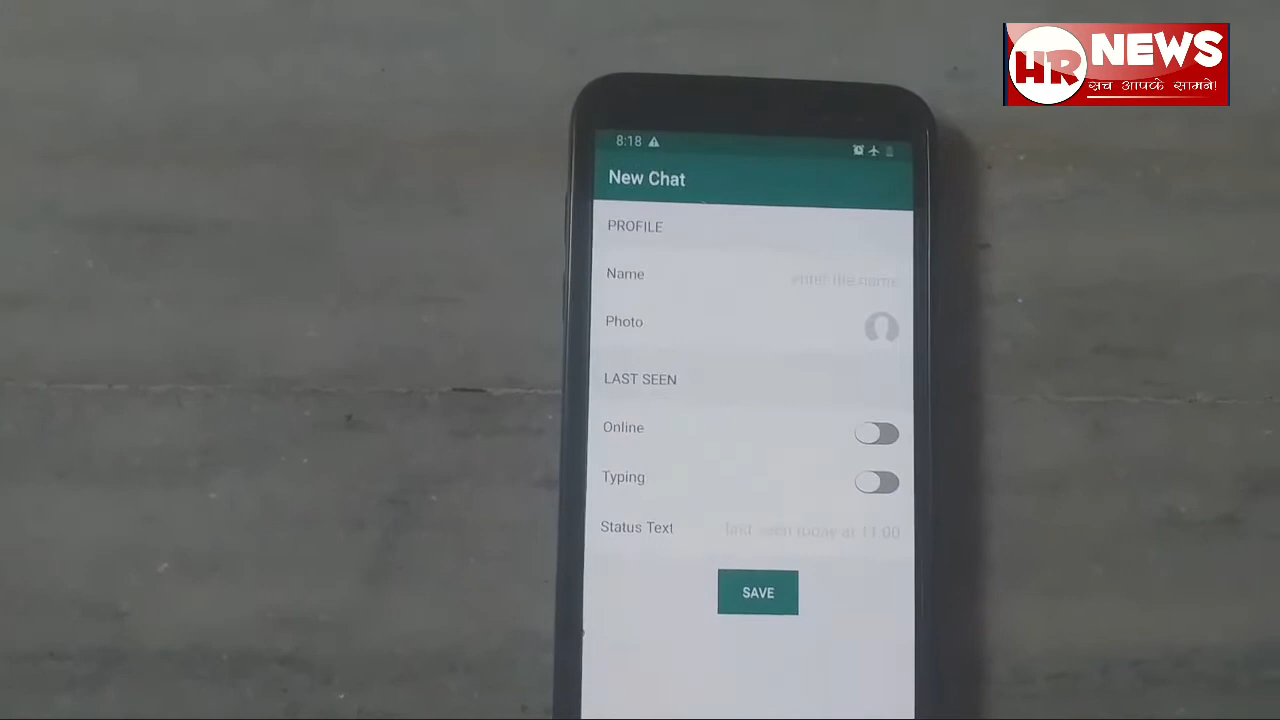 HR NEWS
सच आपके सामने!
8:18
New Chat
PROFILE
Name enter the name
Photo
LAST SEEN
Online
Typing
Status Text last seen today at 11:00
SAVE